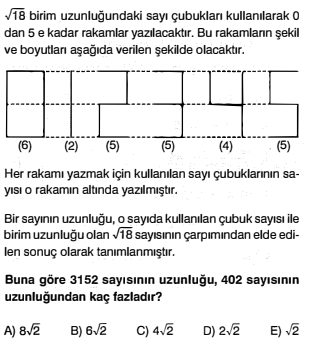 √18 birim uzunluğundaki sayı çubukları kullanılarak 0
dan 5 e kadar rakamlar yazılacaktır. Bu rakamların şekil
ve boyutları aşağıda verilen şekilde olacaktır.
(6) (2) (5) (5) (4) (5)
Her rakamı yazmak için kullanılan sayı çubuklarının sa-
yısı o rakamın altında yazılmıştır.
Bir sayının uzunluğu, o sayıda kullanılan çubuk sayısı ile
birim uzunluğu olan √18 sayısının çarpımından elde edi-
len sonuç olarak tanımlanmıştır.
Buna göre 3152 sayısının uzunluğu, 402 sayısının
uzunluğundan kaç fazladır?
A) 8√2 B) 6√2 C) 4√2 D) 2√2 E) √2